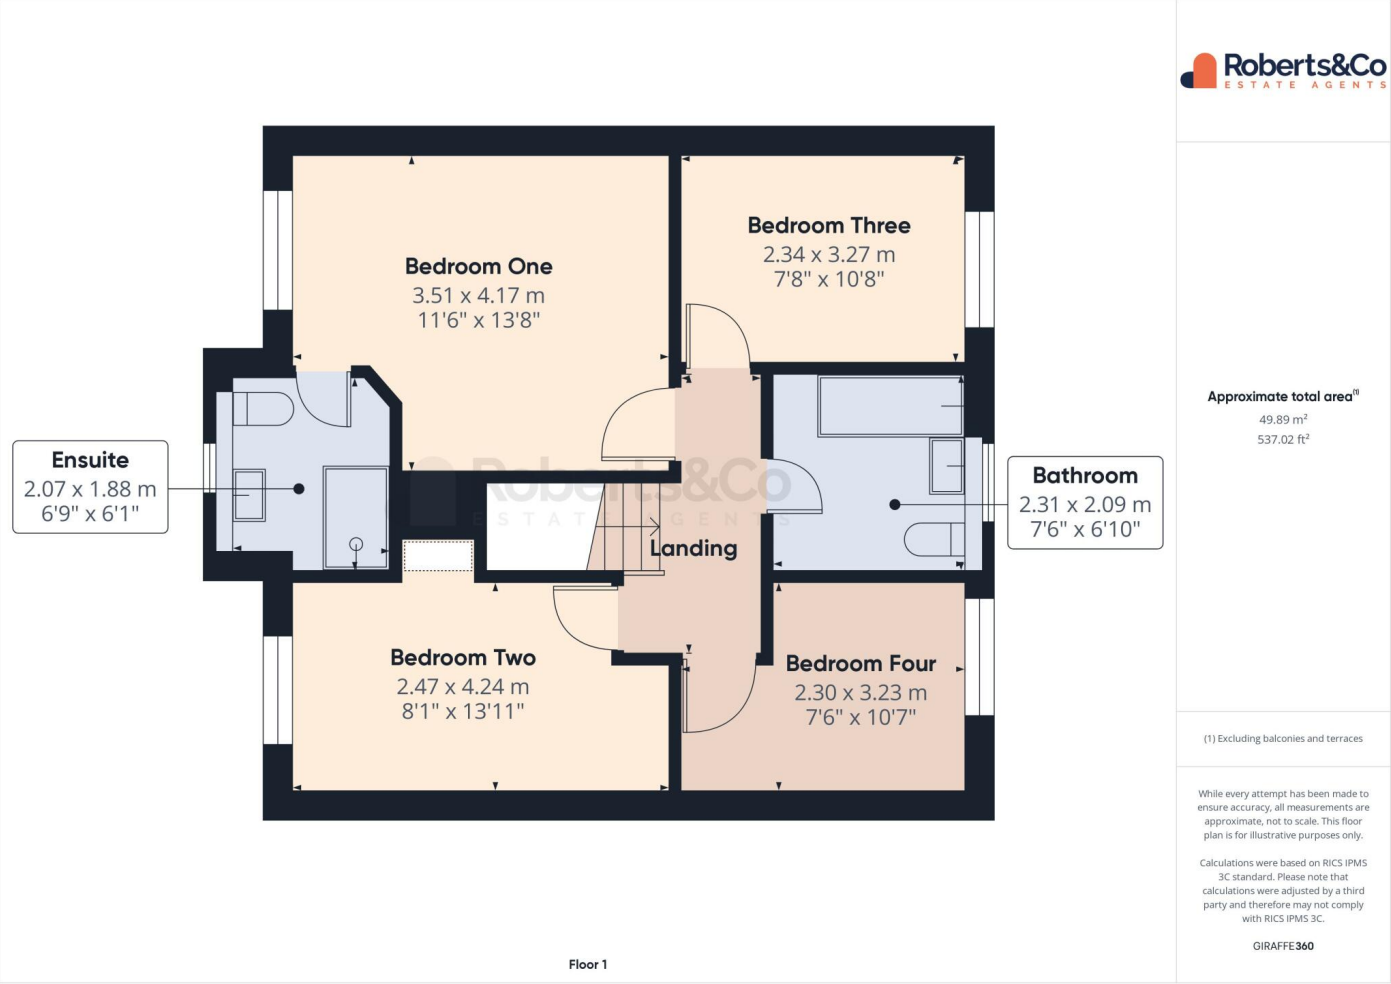 Roberts&Co
ESTATE AGENTS
Bedroom One
3.51 x 4.17 m
11'6" x 13'8"
Bedroom Three
2.34 x 3.27 m
7'8" x 10'8"
Ensuite
2.07 x 1.88 m
6'9" x 6'1"
Bathroom
2.31 x 2.09 m
7'6" x 6'10"
Roberts&Co
ESTATE AGENTS
Landing
Bedroom Two
2.47 x 4.24 m
8'1" x 13'11"
Bedroom Four
2.30 x 3.23 m
7'6" x 10'7"
Floor 1
Approximate total area(1)
49.89 m²
537.02 ft²
(1) Excluding balconies and terraces
While every attempt has been made to
ensure accuracy, all measurements are
approximate, not to scale. This floor
plan is for illustrative purposes only.
Calculations were based on RICS IPMS
3C standard. Please note that
calculations were adjusted by a third
party and therefore may not comply
with RICS IPMS 3C.
GIRAFFE360